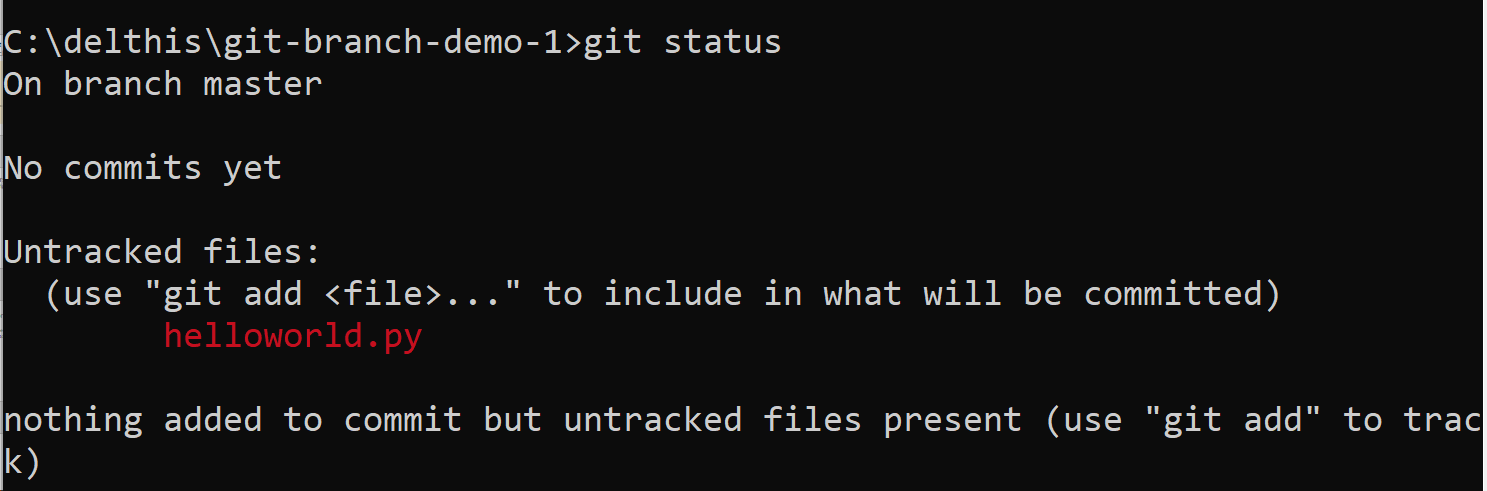 C:\delthis\git-branch-demo-1>git status
On branch master
No commits yet
Untracked files:
  (use "git add <file>..." to include in what will be committed)
        helloworld.py
nothing added to commit but untracked files present (use "git add" to trac
k)